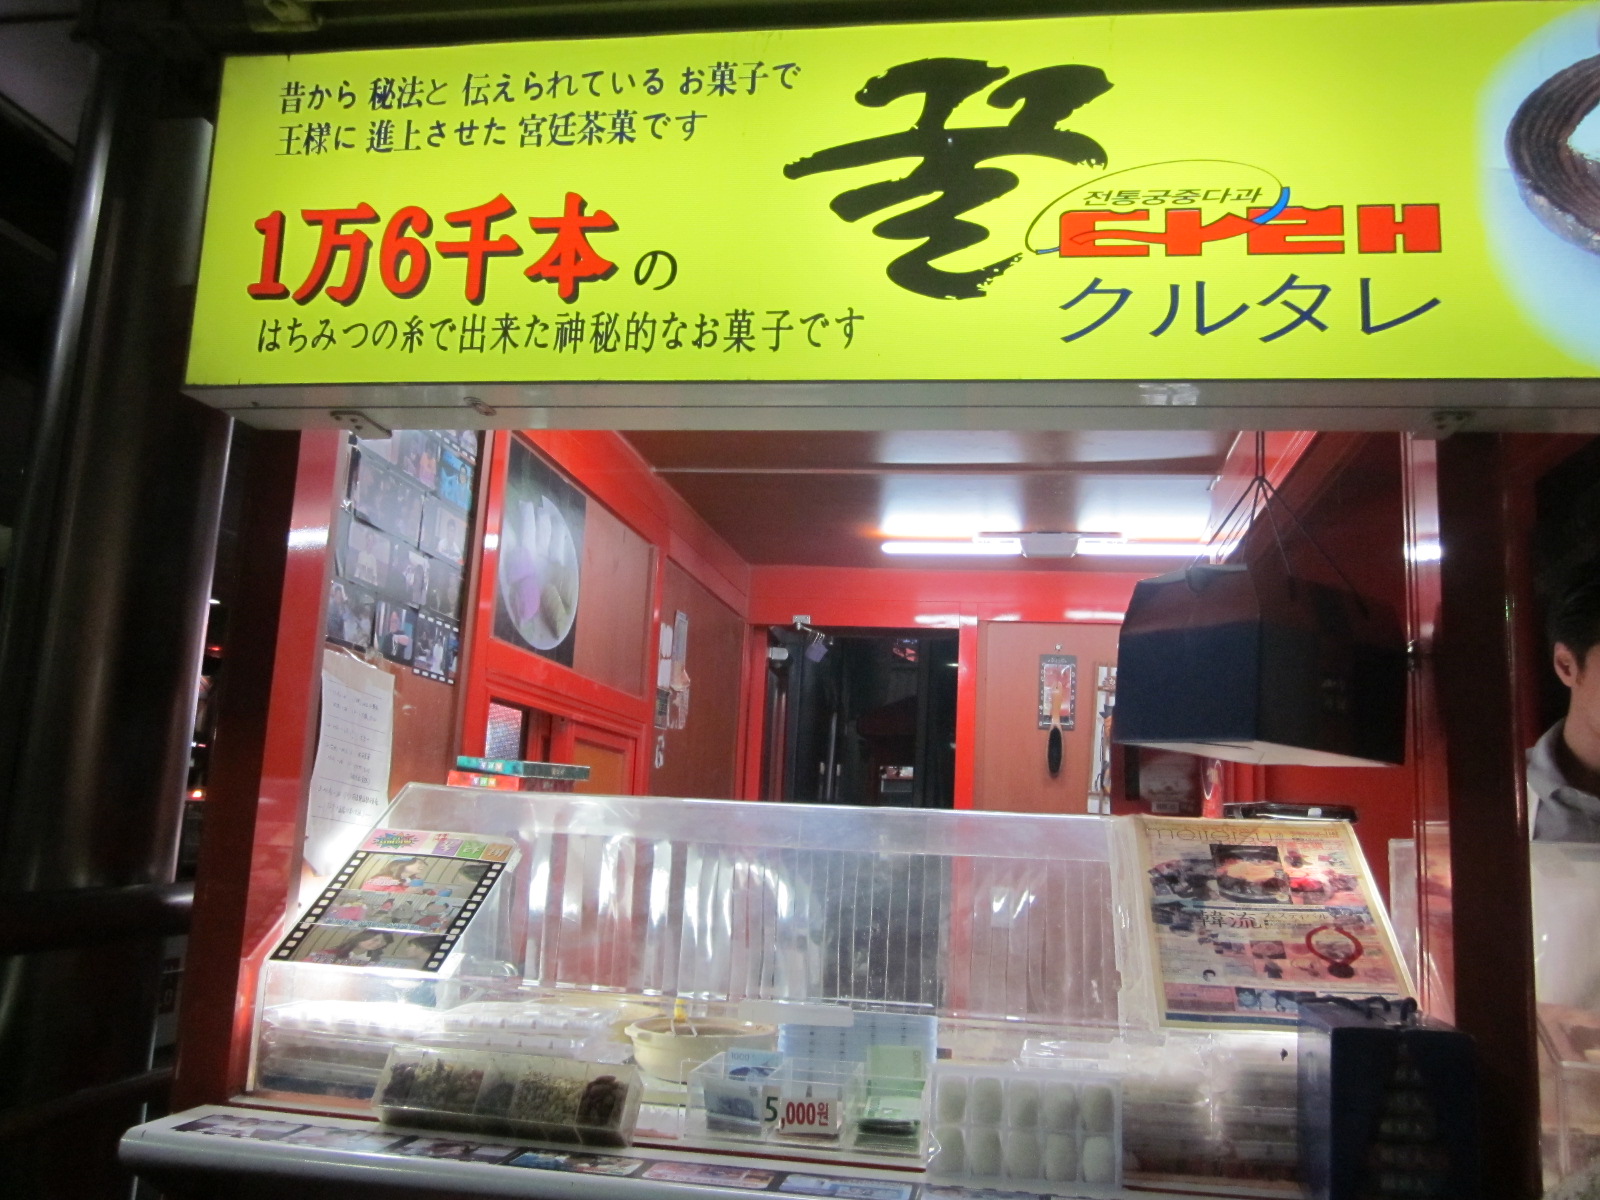 昔から 秘法と 伝えられている お菓子で
王様に 進上させた 宮廷茶菓です
1万6千本の
はちみつの糸で出来た神秘的なお菓子です
꿀
전통궁중다과
타래
クルタレ
韓流
5,000원